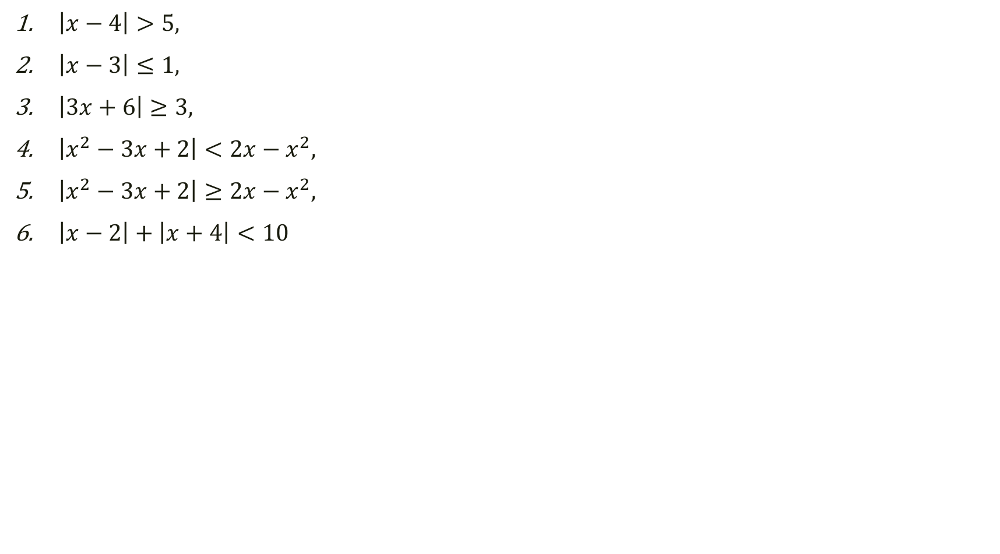 1. |x − 4| > 5,
2. |x − 3| ≤ 1,
3. |3x + 6| ≥ 3,
4. |x² − 3x + 2| < 2x − x²,
5. |x² − 3x + 2| ≥ 2x − x²,
6. |x − 2| + |x + 4| < 10